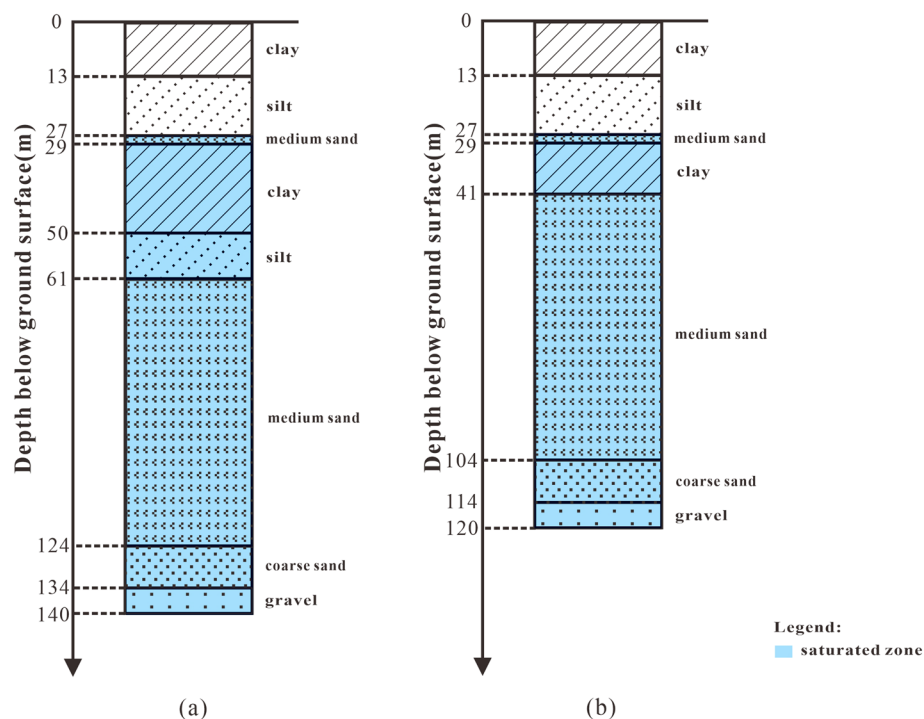 Depth below ground surface(m)
0
13
27
29
50
61
124
134
140
clay
silt
medium sand
clay
silt
medium sand
coarse sand
gravel
(a)
Depth below ground surface(m)
0
13
27
29
41
104
114
120
clay
silt
medium sand
clay
medium sand
coarse sand
gravel
(b)
Legend:
saturated zone